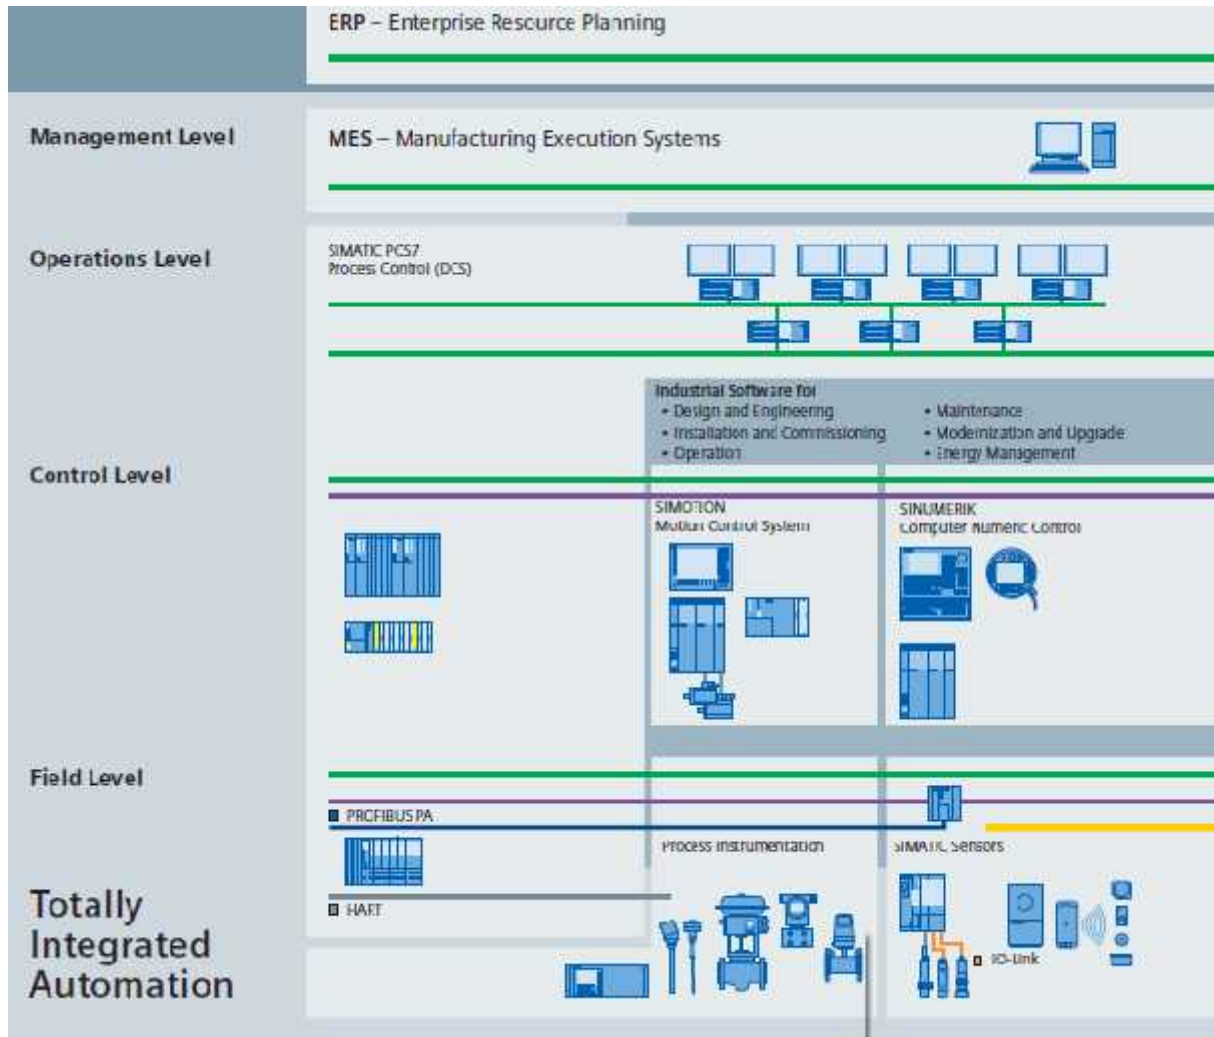 ERP – Enterprise Rescurce Planning
Management Level
MES – Manufacturing Execution Systems
Operations Level
SIMATIC PCS7
Process Control (DCS)
Industrial Software for
• Design and Engineering
• Installation and Commissioning
• Operation
• Maintenance
• Modernization and Upgrade
• Energy Management
Control Level
SIMOTION
Motion Control System
SINUMERIK
Computer Numeric Control
Field Level
PROFIBUS PA
Process Instrumentation
SIMATIC Sensors
HART
IO-Link
Totally
Integrated
Automation